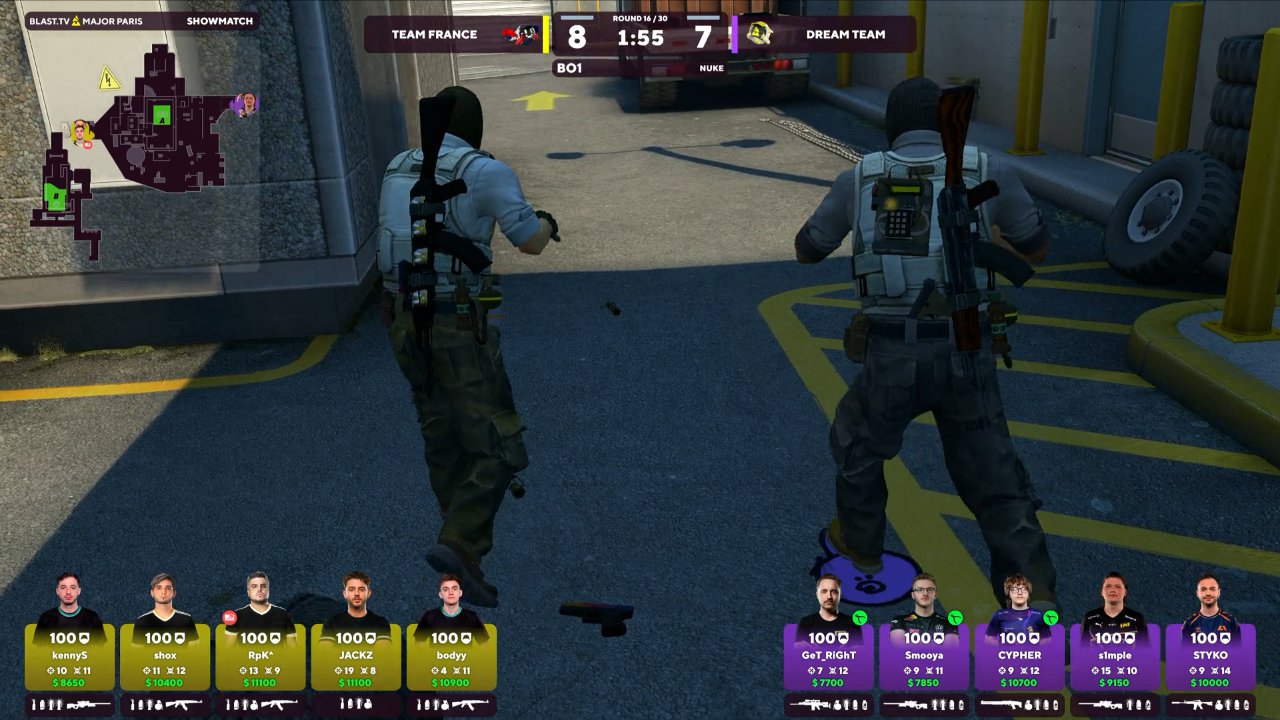 BLAST.TV MAJOR PARIS SHOWMATCH
TEAM FRANCE 8 ROUND 16 / 30 1:55 7 DREAM TEAM
BO1 NUKE
A
B
100 100 100 100 100 100 100 100 100 100
kennyS shox RpK^ JACKZ bodyy GeT_RiGhT Smooya CYPHER s1mple STYKO
10 11 11 12 13 9 19 8 4 11 7 12 9 11 9 12 15 10 9 14
$8650 $10400 $11100 $11100 $10900 $7700 $7850 $10700 $9150 $10000